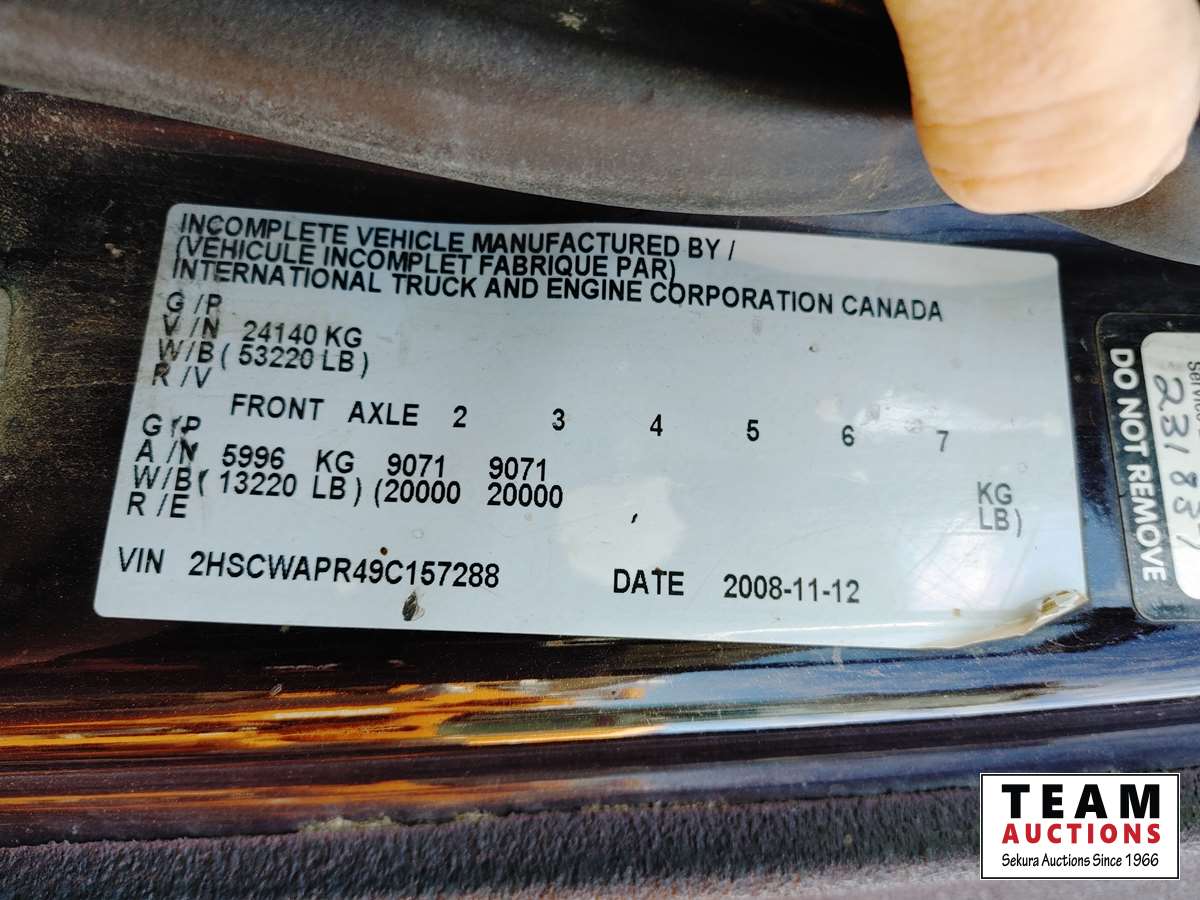 INCOMPLETE VEHICLE MANUFACTURED BY /
(VEHICULE INCOMPLET FABRIQUE PAR)
INTERNATIONAL TRUCK AND ENGINE CORPORATION CANADA
G / P
V / N 24140 KG
W / B ( 53220 LB )
R / V
FRONT AXLE 2 3 4 5 6 7
G / P
A / N 5996 KG 9071 9071 KG
W / B ( 13220 LB ) (20000 20000 LB)
R / E
VIN 2HSCWAPR49C157288 DATE 2008-11-12
DO NOT REMOVE
231837
TEAM
AUCTIONS
Sekura Auctions Since 1966